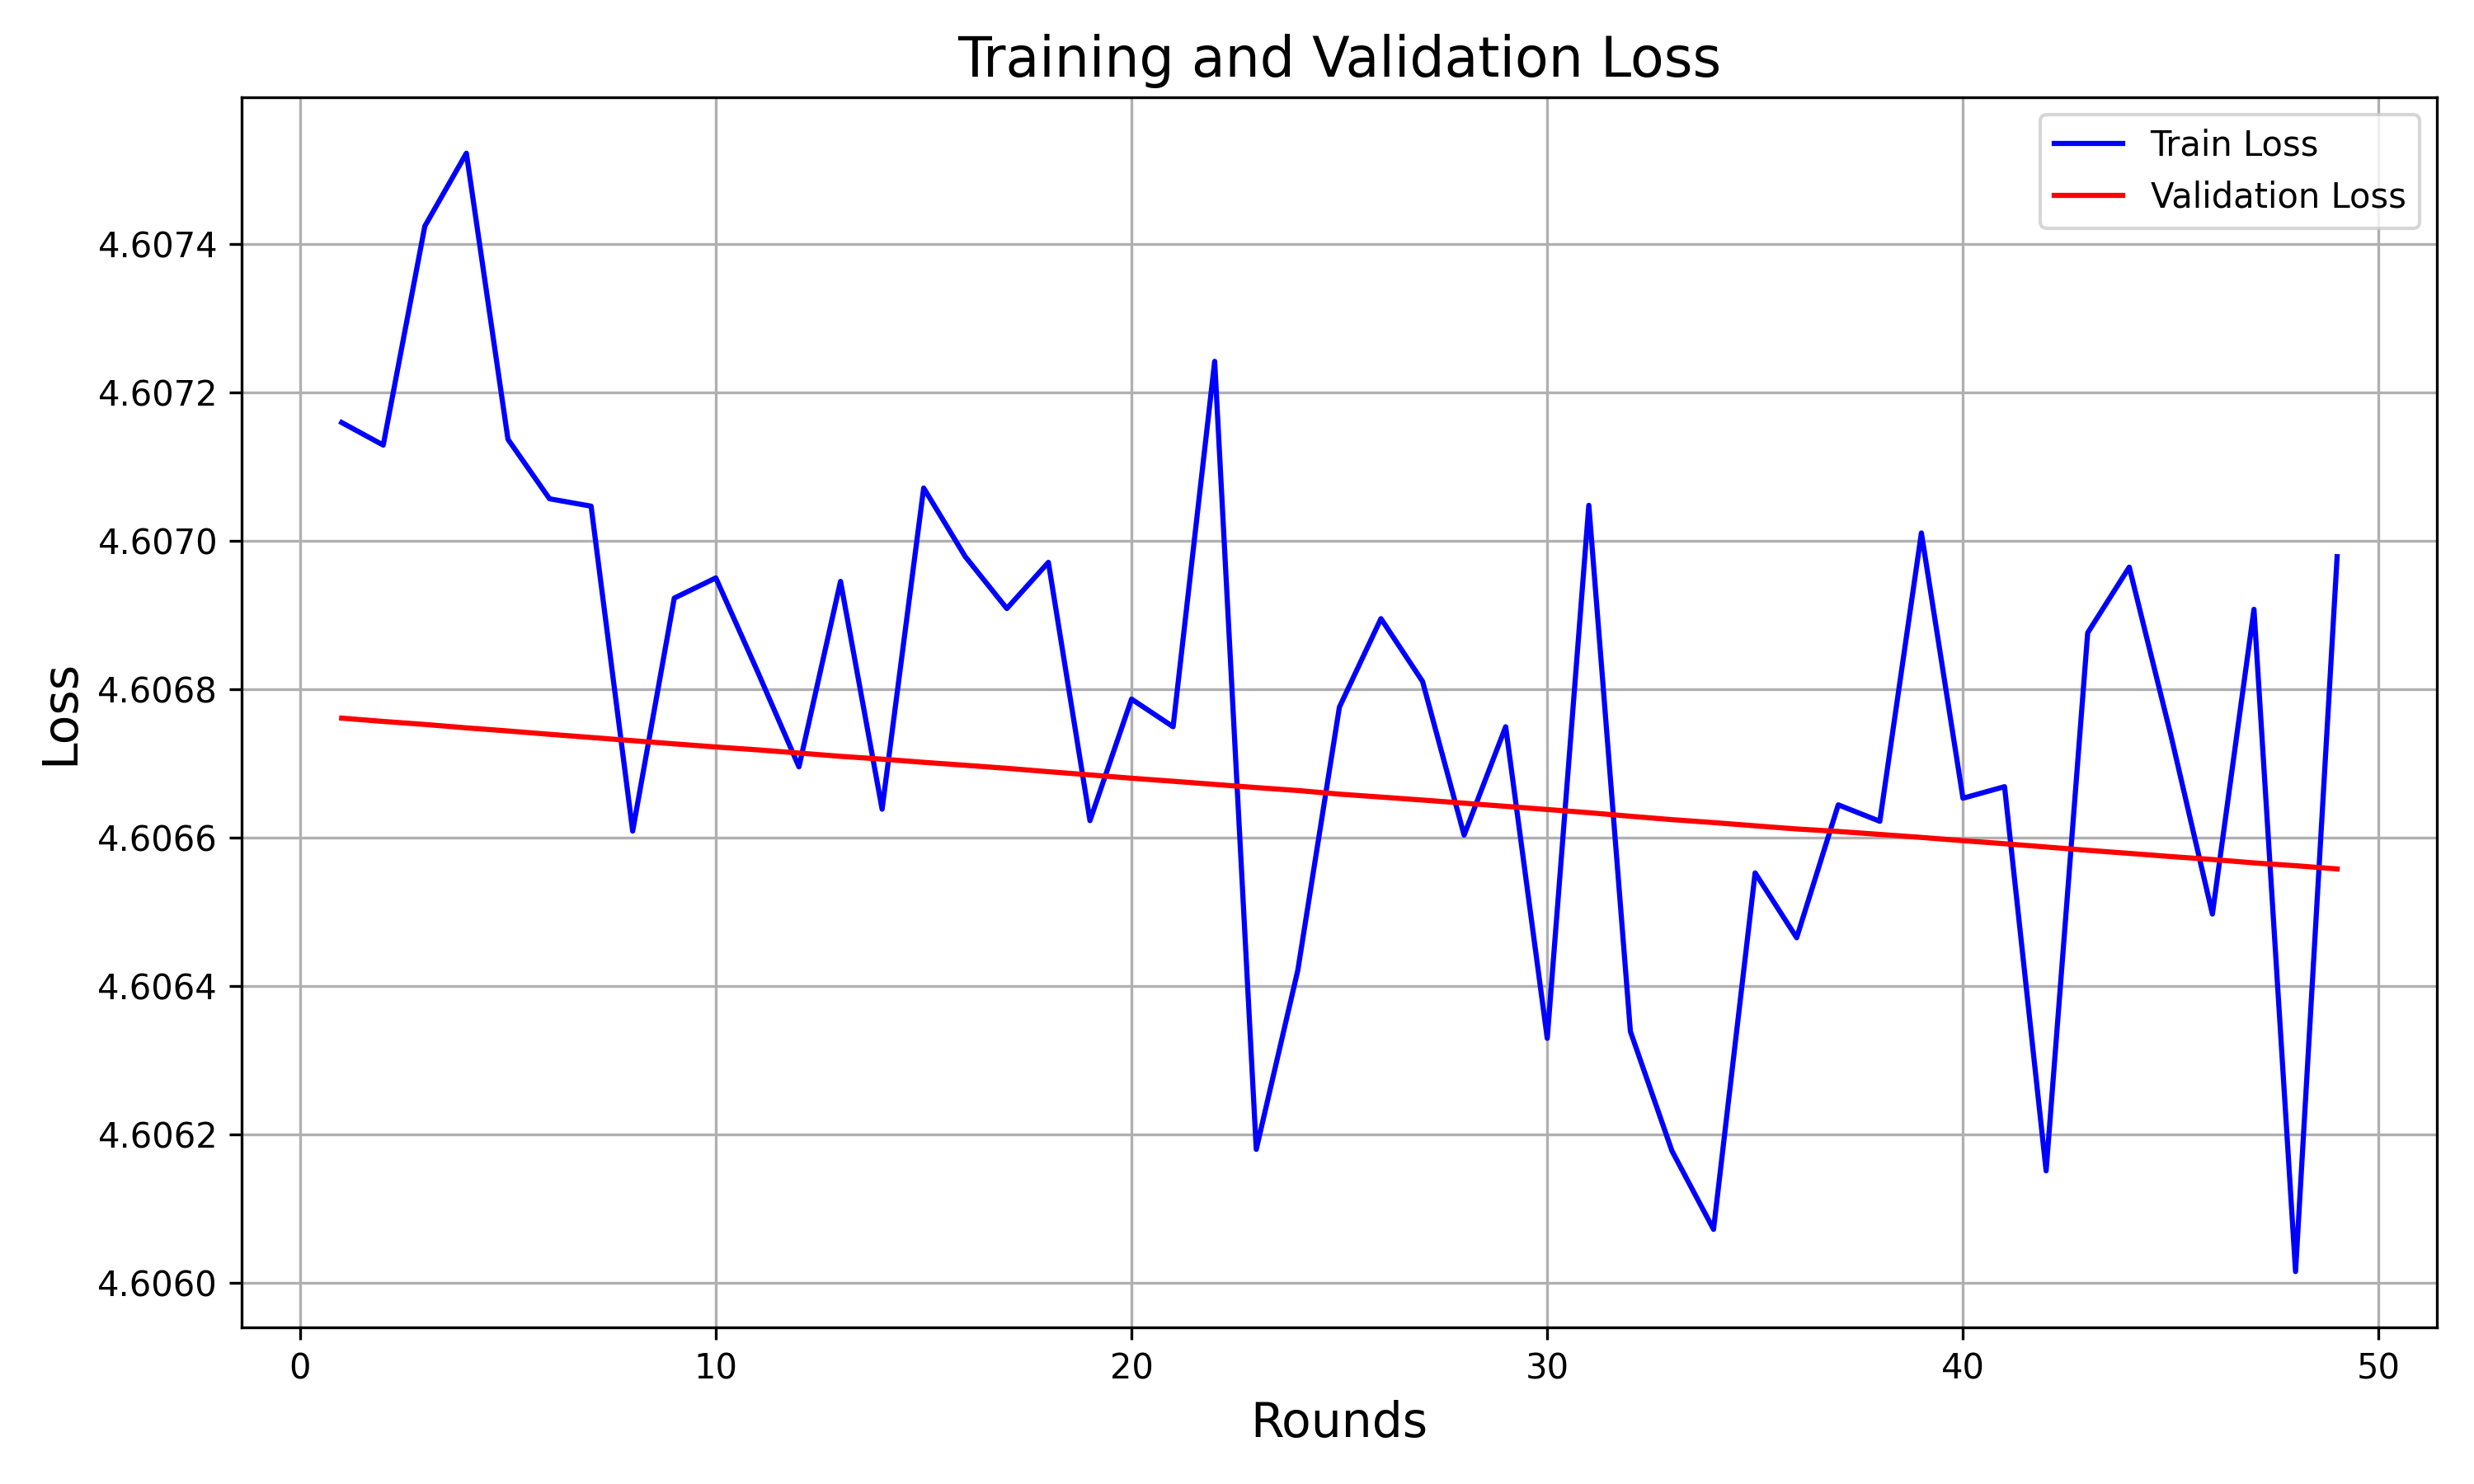 Training and Validation Loss
Train Loss
Validation Loss
4.6074
4.6072
4.6070
4.6068
4.6066
4.6064
4.6062
4.6060
Loss
0 10 20 30 40 50
Rounds